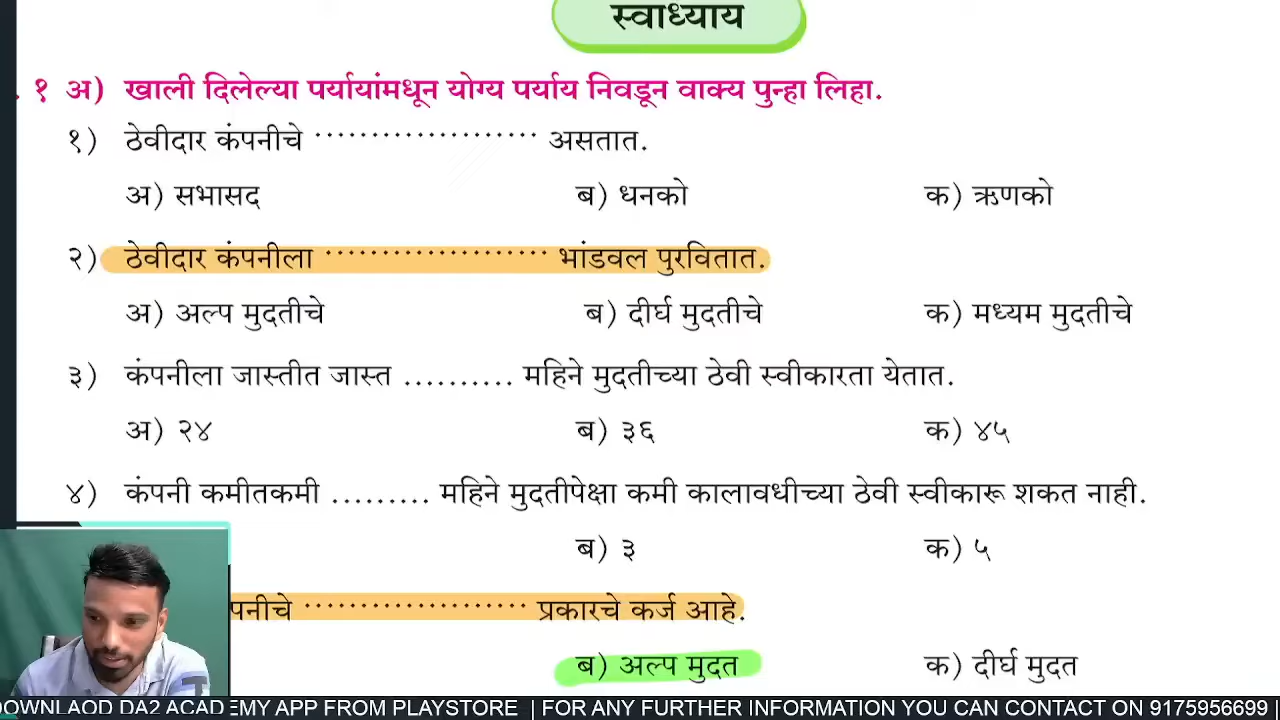 स्वाध्याय
. १ अ) खाली दिलेल्या पर्यायांमधून योग्य पर्याय निवडून वाक्य पुन्हा लिहा.
१) ठेवीदार कंपनीचे ..................... असतात.
अ) सभासद ब) धनको क) ऋणको
२) ठेवीदार कंपनीला ..................... भांडवल पुरवितात.
अ) अल्प मुदतीचे ब) दीर्घ मुदतीचे क) मध्यम मुदतीचे
३) कंपनीला जास्तीत जास्त .......... महिने मुदतीच्या ठेवी स्वीकारता येतात.
अ) २४ ब) ३६ क) ४५
४) कंपनी कमीतकमी ......... महिने मुदतीपेक्षा कमी कालावधीच्या ठेवी स्वीकारू शकत नाही.
ब) ३ क) ५
पनीचे ..................... प्रकारचे कर्ज आहे.
ब) अल्प मुदत क) दीर्घ मुदत
DOWNLAOD DA2 ACADEMY APP FROM PLAYSTORE | FOR ANY FURTHER INFORMATION YOU CAN CONTACT ON 9175956699